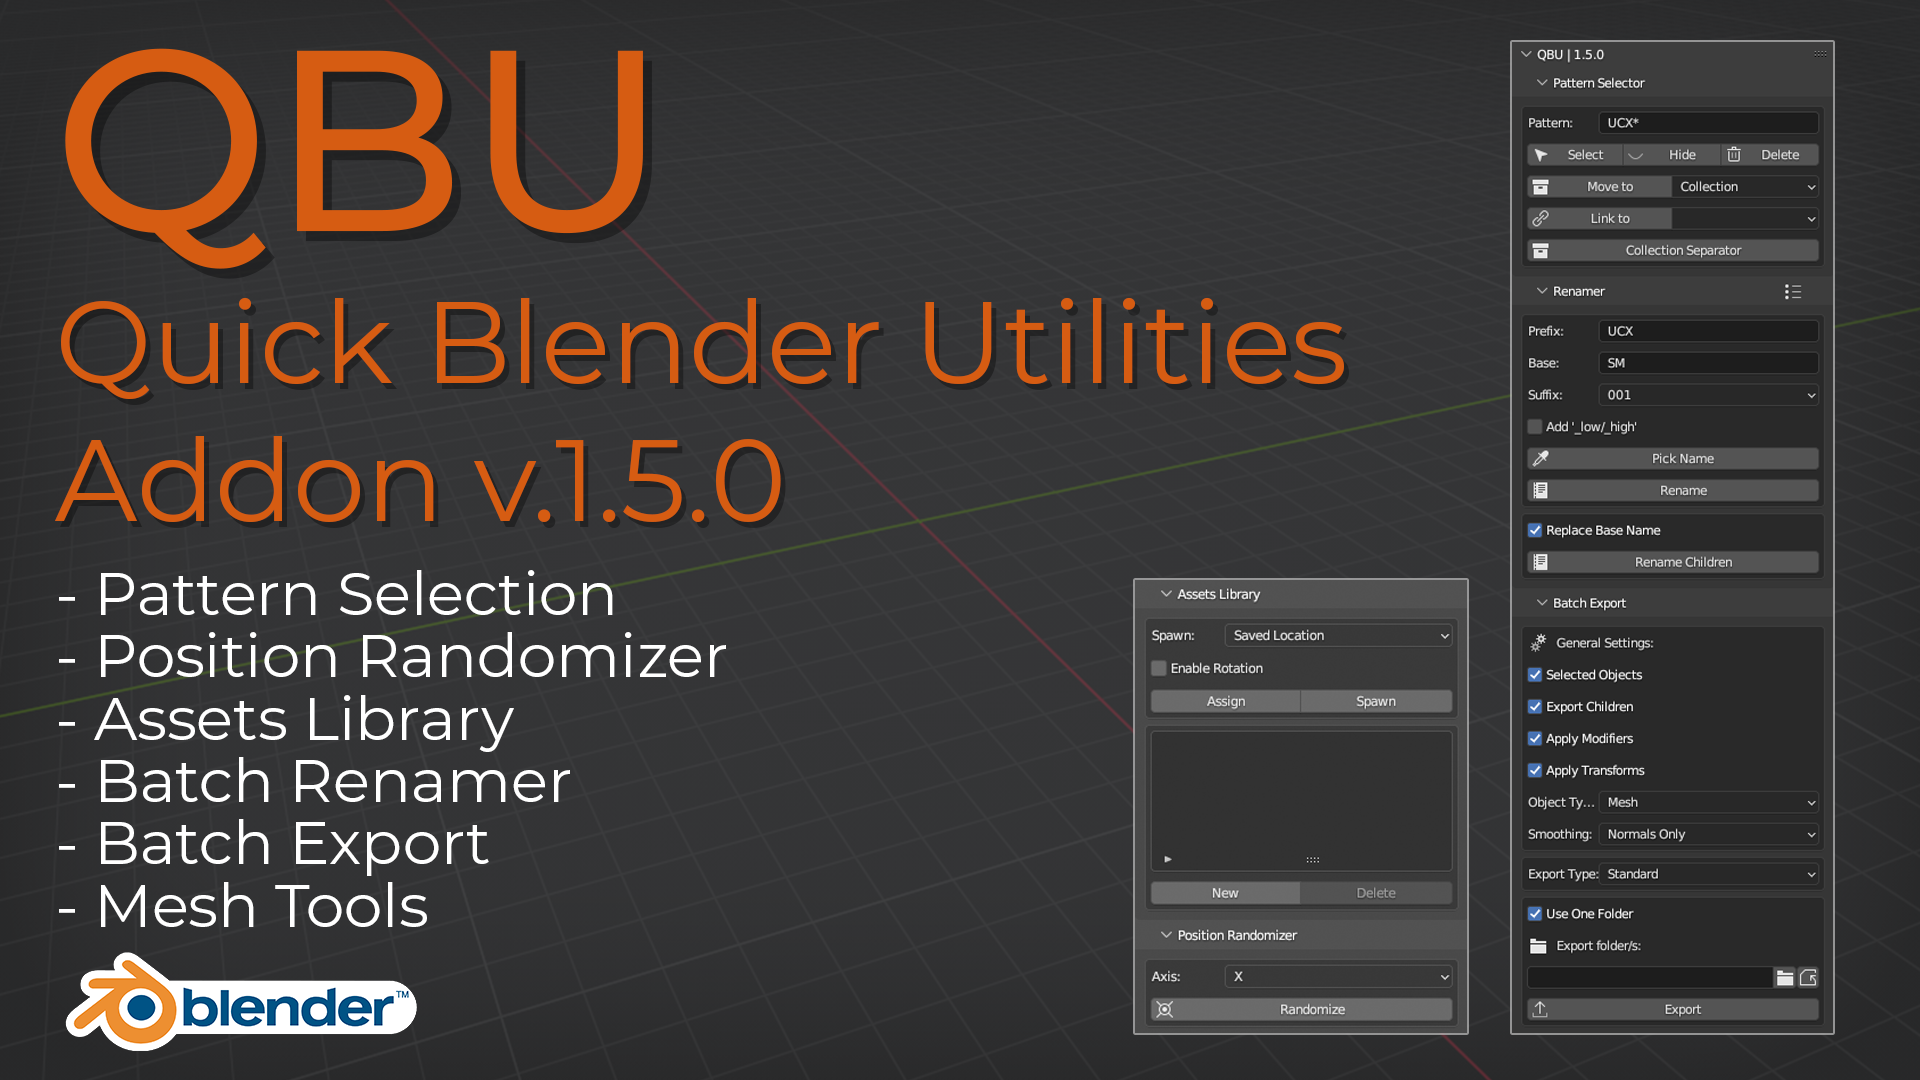 QBU
Quick Blender Utilities
Addon v.1.5.0
- Pattern Selection
- Position Randomizer
- Assets Library
- Batch Renamer
- Batch Export
- Mesh Tools
blender™
Assets Library
Spawn: Saved Location
Enable Rotation
Assign Spawn
New Delete
Position Randomizer
Axis: X
Randomize
QBU | 1.5.0
Pattern Selector
Pattern: UCX*
Select Hide Delete
Move to Collection
Link to
Collection Separator
Renamer
Prefix: UCX
Base: SM
Suffix: 001
Add '_low/_high'
Pick Name
Rename
Replace Base Name
Rename Children
Batch Export
General Settings:
Selected Objects
Export Children
Apply Modifiers
Apply Transforms
Object Ty... Mesh
Smoothing: Normals Only
Export Type: Standard
Use One Folder
Export folder/s:
Export